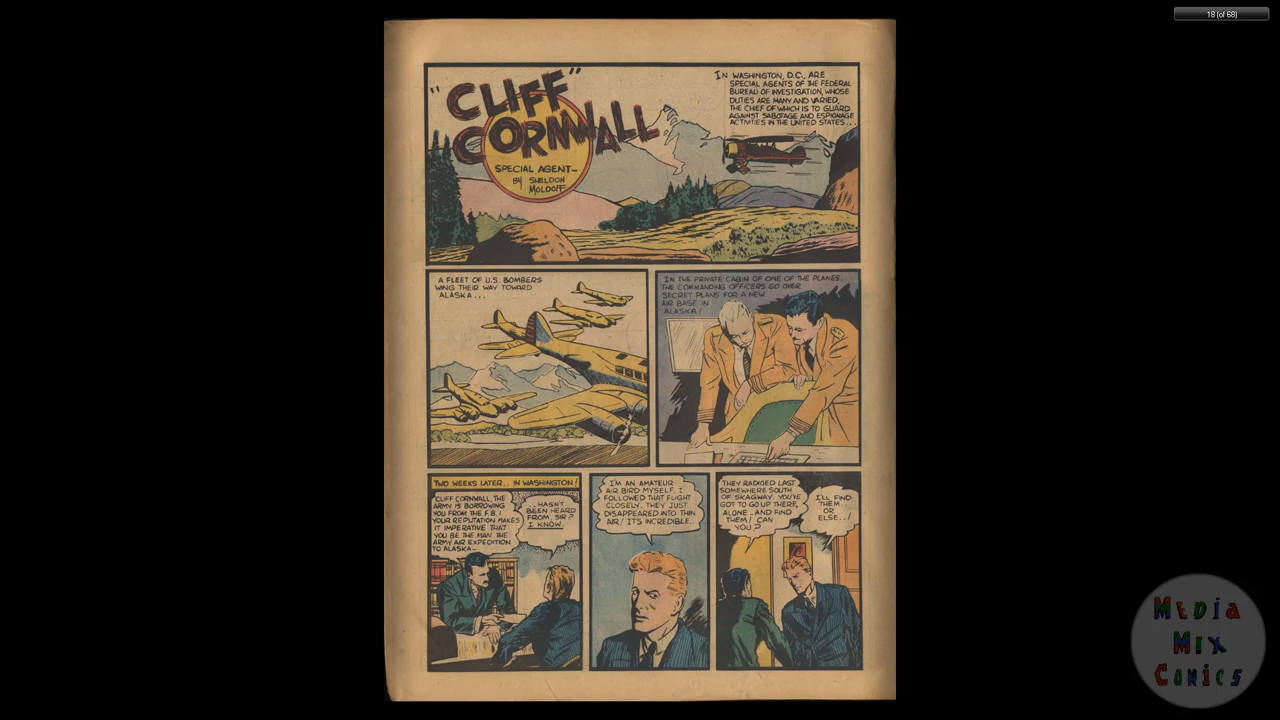 18 (of 68)
"CLIFF"
CORNWALL
SPECIAL AGENT—
BY SHELDON
MOLDOFF
IN WASHINGTON, D.C., ARE
SPECIAL AGENTS OF THE FEDERAL
BUREAU OF INVESTIGATION, WHOSE
DUTIES ARE MANY AND VARIED,
THE CHIEF OF WHICH IS TO GUARD
AGAINST SABOTAGE AND ESPIONAGE
ACTIVITIES IN THE UNITED STATES...
A FLEET OF U.S. BOMBERS
WING THEIR WAY TOWARD
ALASKA...
IN THE PRIVATE CABIN OF ONE OF THE PLANES..
THE COMMANDING OFFICERS GO OVER
SECRET PLANS FOR A NEW
AIR BASE IN
ALASKA!
TWO WEEKS LATER.. IN WASHINGTON!
CLIFF CORNWALL, THE
ARMY IS BORROWING
YOU FROM THE F.B.I.
YOUR REPUTATION MAKES
IT IMPERATIVE THAT
YOU BE THE MAN. THE
ARMY AIR EXPEDITION
TO ALASKA—
..HASN'T
BEEN HEARD
FROM, SIR?
I KNOW.
I'M AN AMATEUR
AIR BIRD MYSELF. I
FOLLOWED THAT FLIGHT
CLOSELY. THEY JUST
DISAPPEARED INTO THIN
AIR! ITS INCREDIBLE..
THEY RADIOED LAST
SOMEWHERE SOUTH
OF SKAGWAY. YOU'VE
GOT TO GO UP THERE,
ALONE.. AND FIND
THEM! CAN
YOU?
I'LL FIND
THEM..
OR
ELSE..!
MEDIA
MIX
COMICS